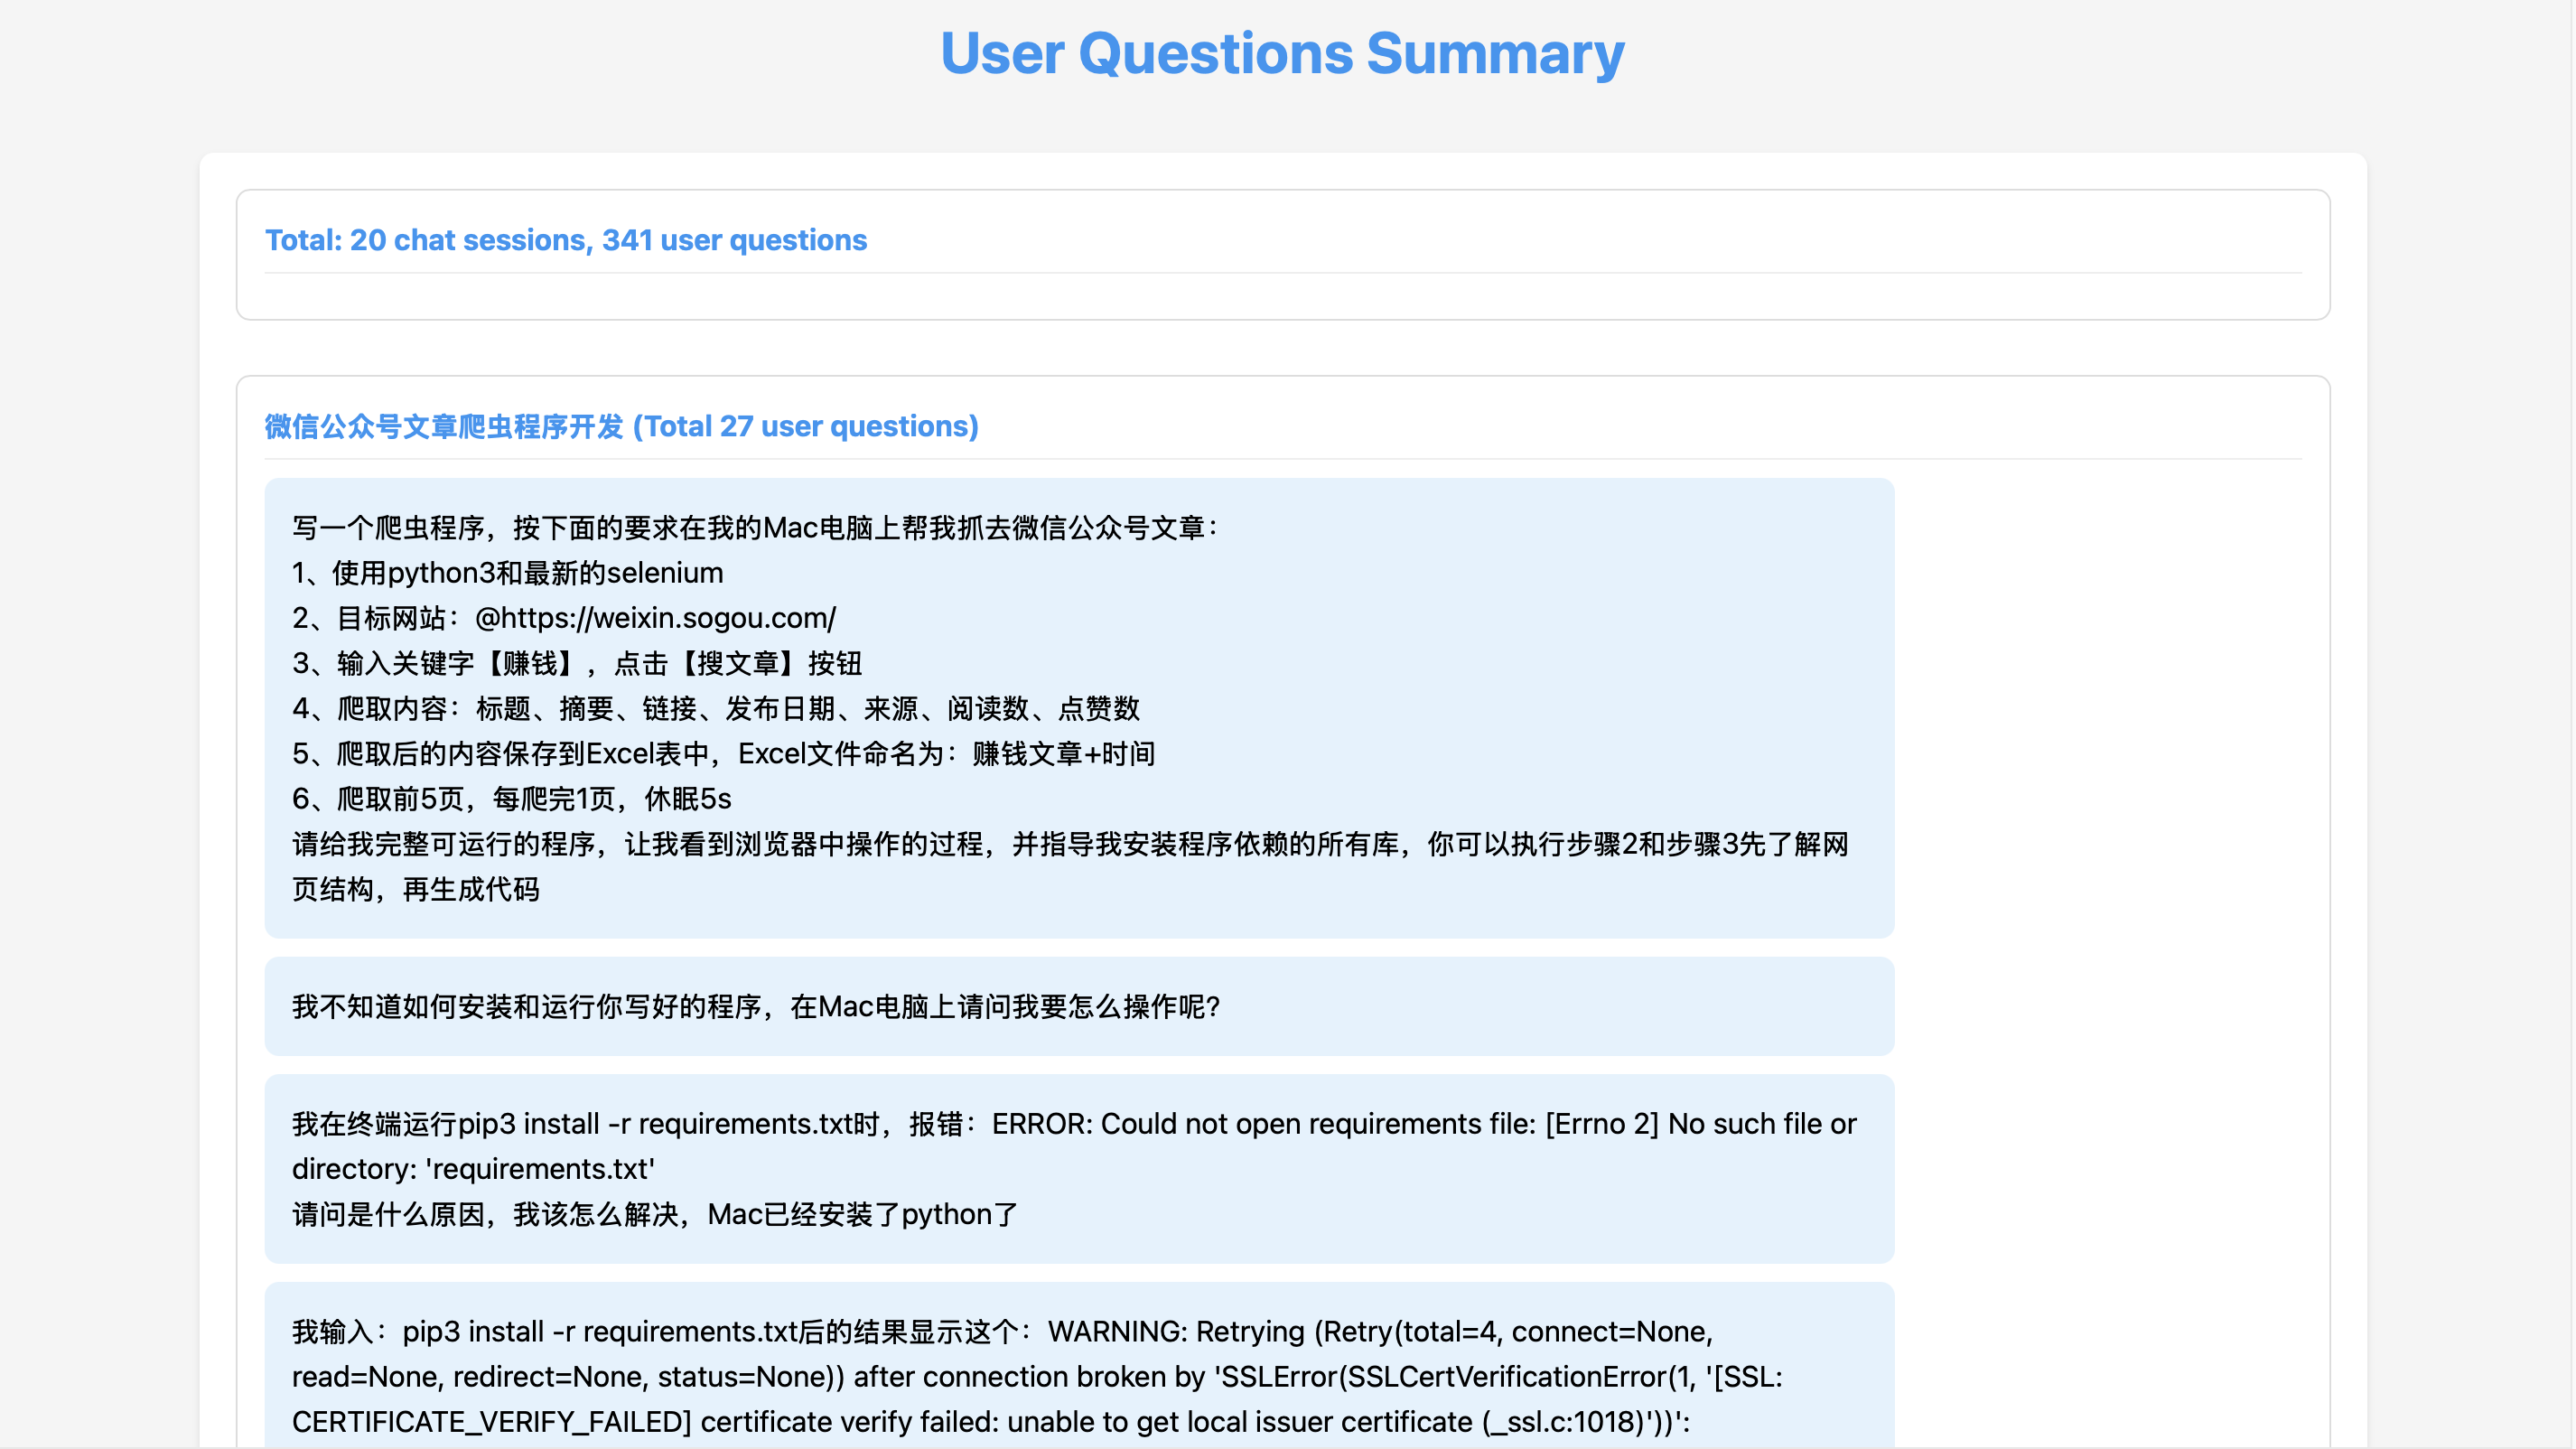 User Questions Summary
Total: 20 chat sessions, 341 user questions
微信公众号文章爬虫程序开发 (Total 27 user questions)
写一个爬虫程序，按下面的要求在我的Mac电脑上帮我抓去微信公众号文章：
1、使用python3和最新的selenium
2、目标网站：@https://weixin.sogou.com/
3、输入关键字【赚钱】，点击【搜文章】按钮
4、爬取内容：标题、摘要、链接、发布日期、来源、阅读数、点赞数
5、爬取后的内容保存到Excel表中，Excel文件命名为：赚钱文章+时间
6、爬取前5页，每爬完1页，休眠5s
请给我完整可运行的程序，让我看到浏览器中操作的过程，并指导我安装程序依赖的所有库，你可以执行步骤2和步骤3先了解网
页结构，再生成代码
我不知道如何安装和运行你写好的程序，在Mac电脑上请问我要怎么操作呢？
我在终端运行pip3 install -r requirements.txt时，报错：ERROR: Could not open requirements file: [Errno 2] No such file or
directory: 'requirements.txt'
请问是什么原因，我该怎么解决，Mac已经安装了python了
我输入：pip3 install -r requirements.txt后的结果显示这个：WARNING: Retrying (Retry(total=4, connect=None,
read=None, redirect=None, status=None)) after connection broken by 'SSLError(SSLCertVerificationError(1, '[SSL:
CERTIFICATE_VERIFY_FAILED] certificate verify failed: unable to get local issuer certificate (_ssl.c:1018)'))':